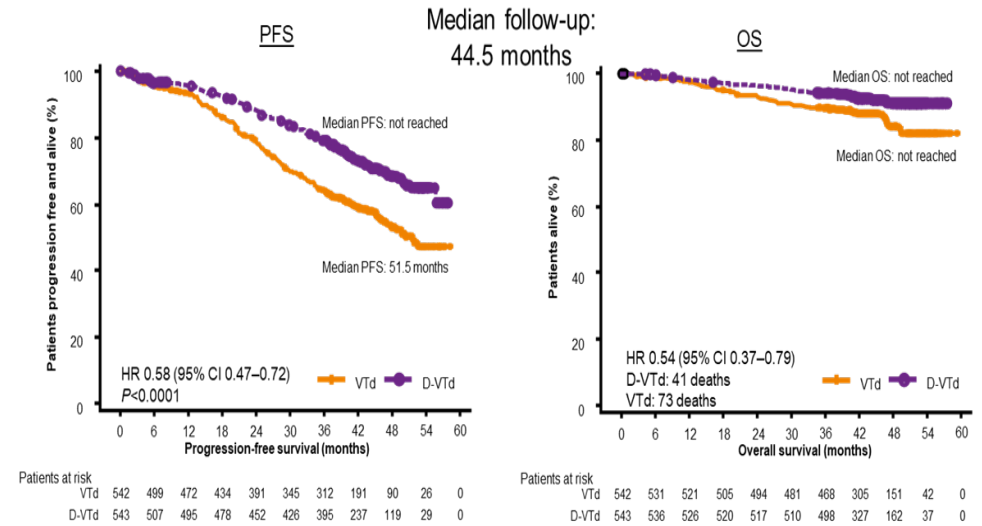 Median follow-up:
44.5 months
PFS
Patients progression free and alive (%)
100
80
60
40
20
0
Median PFS: not reached
Median PFS: 51.5 months
HR 0.58 (95% CI 0.47–0.72)
P<0.0001
VTd D-VTd
0 6 12 18 24 30 36 42 48 54 60
Progression-free survival (months)
Patients at risk
VTd 542 499 472 434 391 345 312 191 90 26 0
D-VTd 543 507 495 478 452 426 395 237 119 29 0
OS
Patients alive (%)
100
80
60
40
20
0
Median OS: not reached
Median OS: not reached
HR 0.54 (95% CI 0.37–0.79)
D-VTd: 41 deaths
VTd: 73 deaths
VTd D-VTd
0 6 12 18 24 30 36 42 48 54 60
Overall survival (months)
Patients at risk
VTd 542 531 521 505 494 481 468 305 151 42 0
D-VTd 543 536 526 520 517 510 498 327 162 37 0